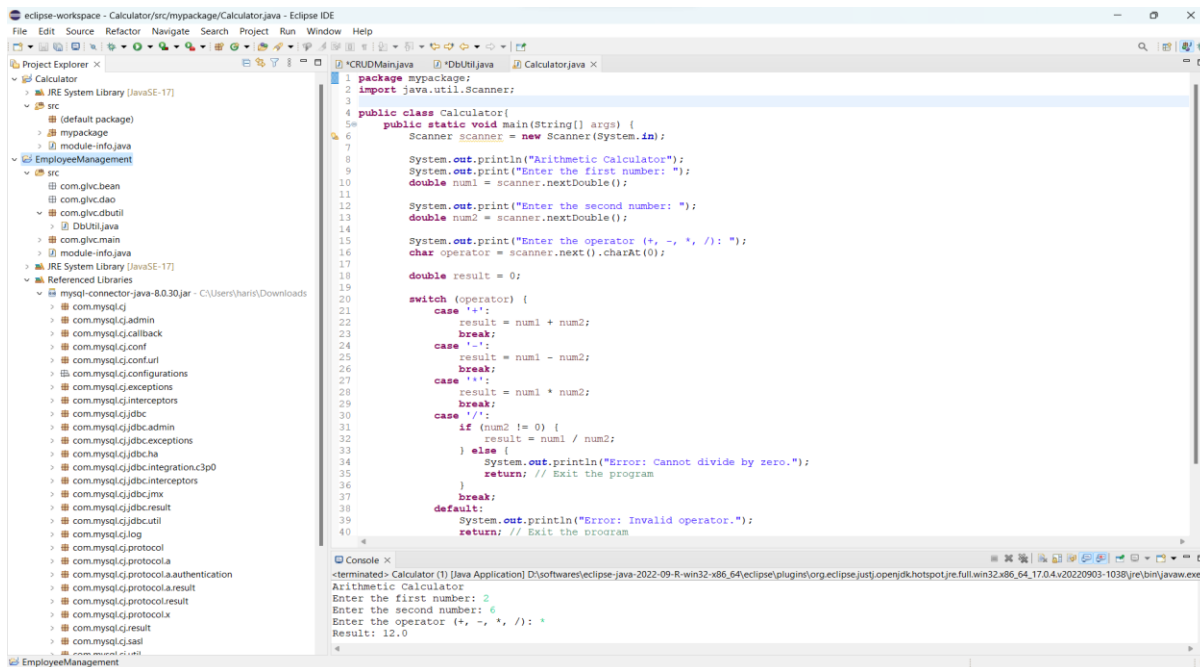 eclipse-workspace - Calculator/src/mypackage/Calculator.java - Eclipse IDE
File Edit Source Refactor Navigate Search Project Run Window Help
Project Explorer
Calculator
JRE System Library [JavaSE-17]
src
(default package)
mypackage
module-info.java
EmployeeManagement
src
com.glvc.bean
com.glvc.dao
com.glvc.dbutil
DbUtil.java
com.glvc.main
module-info.java
JRE System Library [JavaSE-17]
Referenced Libraries
mysql-connector-java-8.0.30.jar - C:\Users\haris\Downloads
com.mysql.cj
com.mysql.cj.admin
com.mysql.cj.callback
com.mysql.cj.conf
com.mysql.cj.conf.url
com.mysql.cj.configurations
com.mysql.cj.exceptions
com.mysql.cj.interceptors
com.mysql.cj.jdbc
com.mysql.cj.jdbc.admin
com.mysql.cj.jdbc.exceptions
com.mysql.cj.jdbc.ha
com.mysql.cj.jdbc.integration.c3p0
com.mysql.cj.jdbc.interceptors
com.mysql.cj.jdbc.jmx
com.mysql.cj.jdbc.result
com.mysql.cj.jdbc.util
com.mysql.cj.log
com.mysql.cj.protocol
com.mysql.cj.protocol.a
com.mysql.cj.protocol.a.authentication
com.mysql.cj.protocol.a.result
com.mysql.cj.protocol.result
com.mysql.cj.protocol.x
com.mysql.cj.result
com.mysql.cj.sasl
com.mysql.cj.util
*CRUDMain.java *DbUtil.java Calculator.java
1 package mypackage;
2 import java.util.Scanner;
3
4 public class Calculator{
5 public static void main(String[] args) {
6 Scanner scanner = new Scanner(System.in);
7
8 System.out.println("Arithmetic Calculator");
9 System.out.print("Enter the first number: ");
10 double num1 = scanner.nextDouble();
11
12 System.out.print("Enter the second number: ");
13 double num2 = scanner.nextDouble();
14
15 System.out.print("Enter the operator (+, -, *, /): ");
16 char operator = scanner.next().charAt(0);
17
18 double result = 0;
19
20 switch (operator) {
21 case '+':
22 result = num1 + num2;
23 break;
24 case '-':
25 result = num1 - num2;
26 break;
27 case '*':
28 result = num1 * num2;
29 break;
30 case '/':
31 if (num2 != 0) {
32 result = num1 / num2;
33 } else {
34 System.out.println("Error: Cannot divide by zero.");
35 return; // Exit the program
36 }
37 break;
38 default:
39 System.out.println("Error: Invalid operator.");
40 return; // Exit the program
Console
<terminated> Calculator (1) [Java Application] D:\softwares\eclipse-java-2022-09-R-win32-x86_64\eclipse\plugins\org.eclipse.justj.openjdk.hotspot.jre.full.win32.x86_64_17.0.4.v20220903-1038\jre\bin\javaw.exe
Arithmetic Calculator
Enter the first number: 2
Enter the second number: 6
Enter the operator (+, -, *, /): *
Result: 12.0
EmployeeManagement